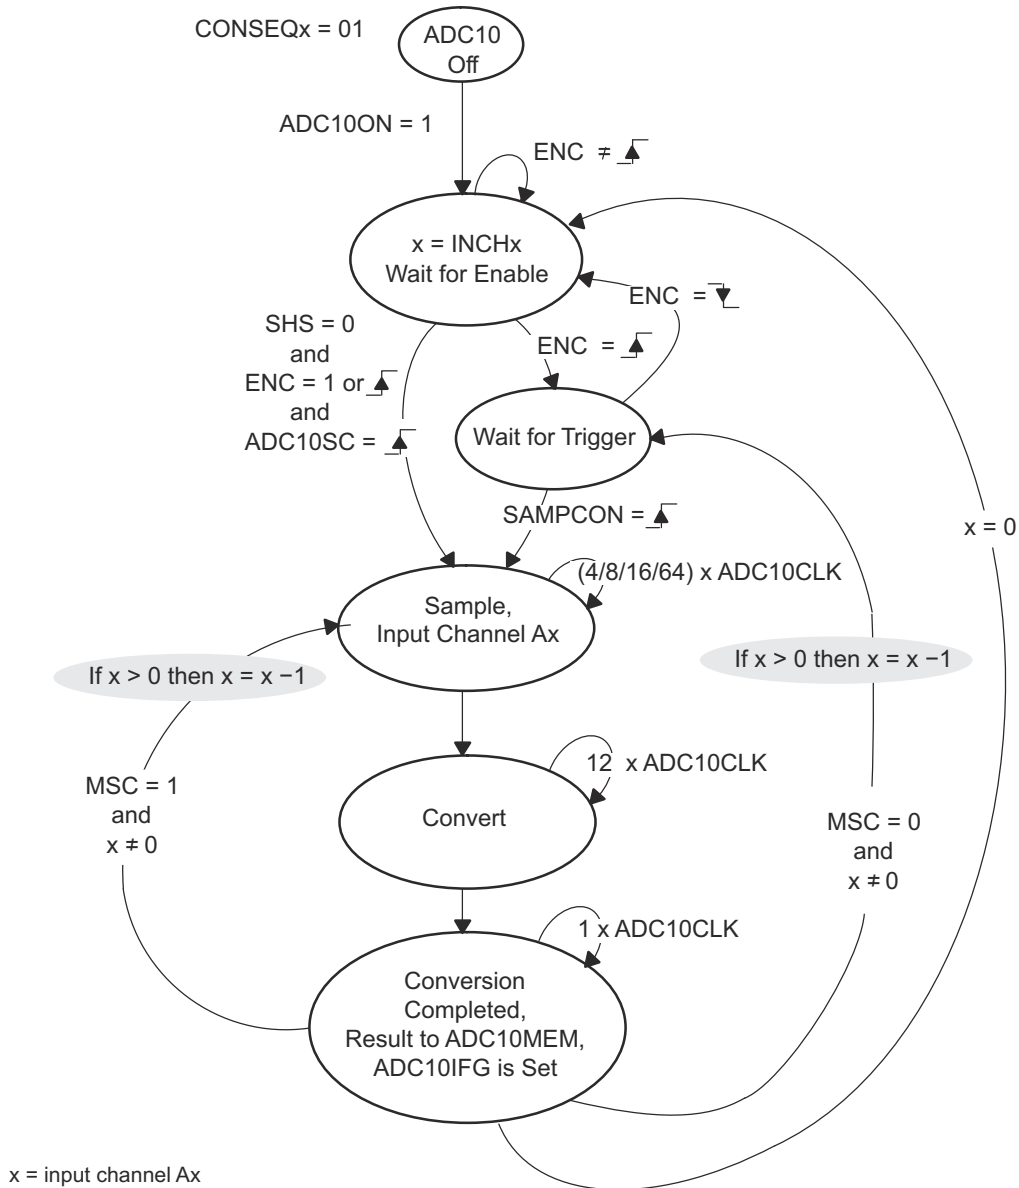 CONSEQx = 01
ADC10
Off
ADC10ON = 1
ENC ≠
x = INCHx
Wait for Enable
ENC =
SHS = 0
and
ENC = 1 or
and
ADC10SC =
ENC =
Wait for Trigger
SAMPCON =
x = 0
(4/8/16/64) x ADC10CLK
Sample,
Input Channel Ax
If x > 0 then x = x −1
If x > 0 then x = x −1
12 x ADC10CLK
MSC = 1
and
x ≠ 0
Convert
MSC = 0
and
x ≠ 0
1 x ADC10CLK
Conversion
Completed,
Result to ADC10MEM,
ADC10IFG is Set
x = input channel Ax